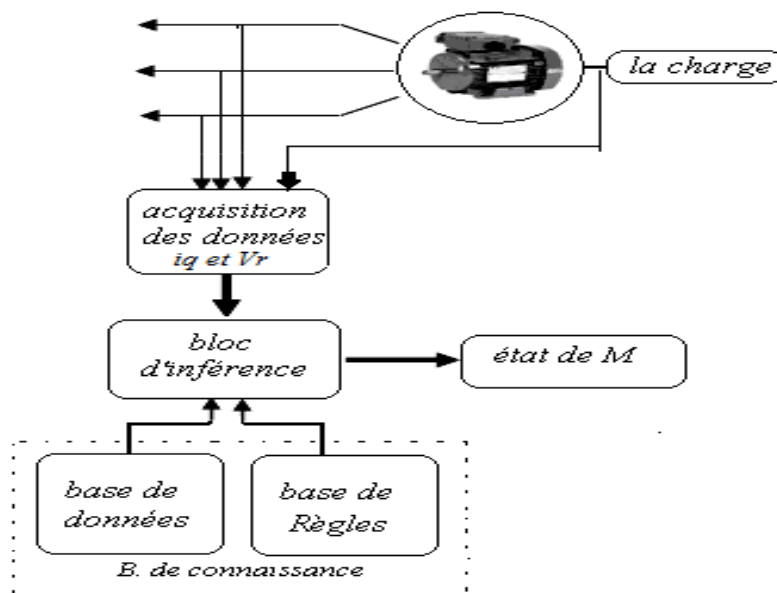 la charge
acquisition
des données
iq et Vr
bloc
d'inférence
état de M
base de
données
base de
Règles
B. de connaissance